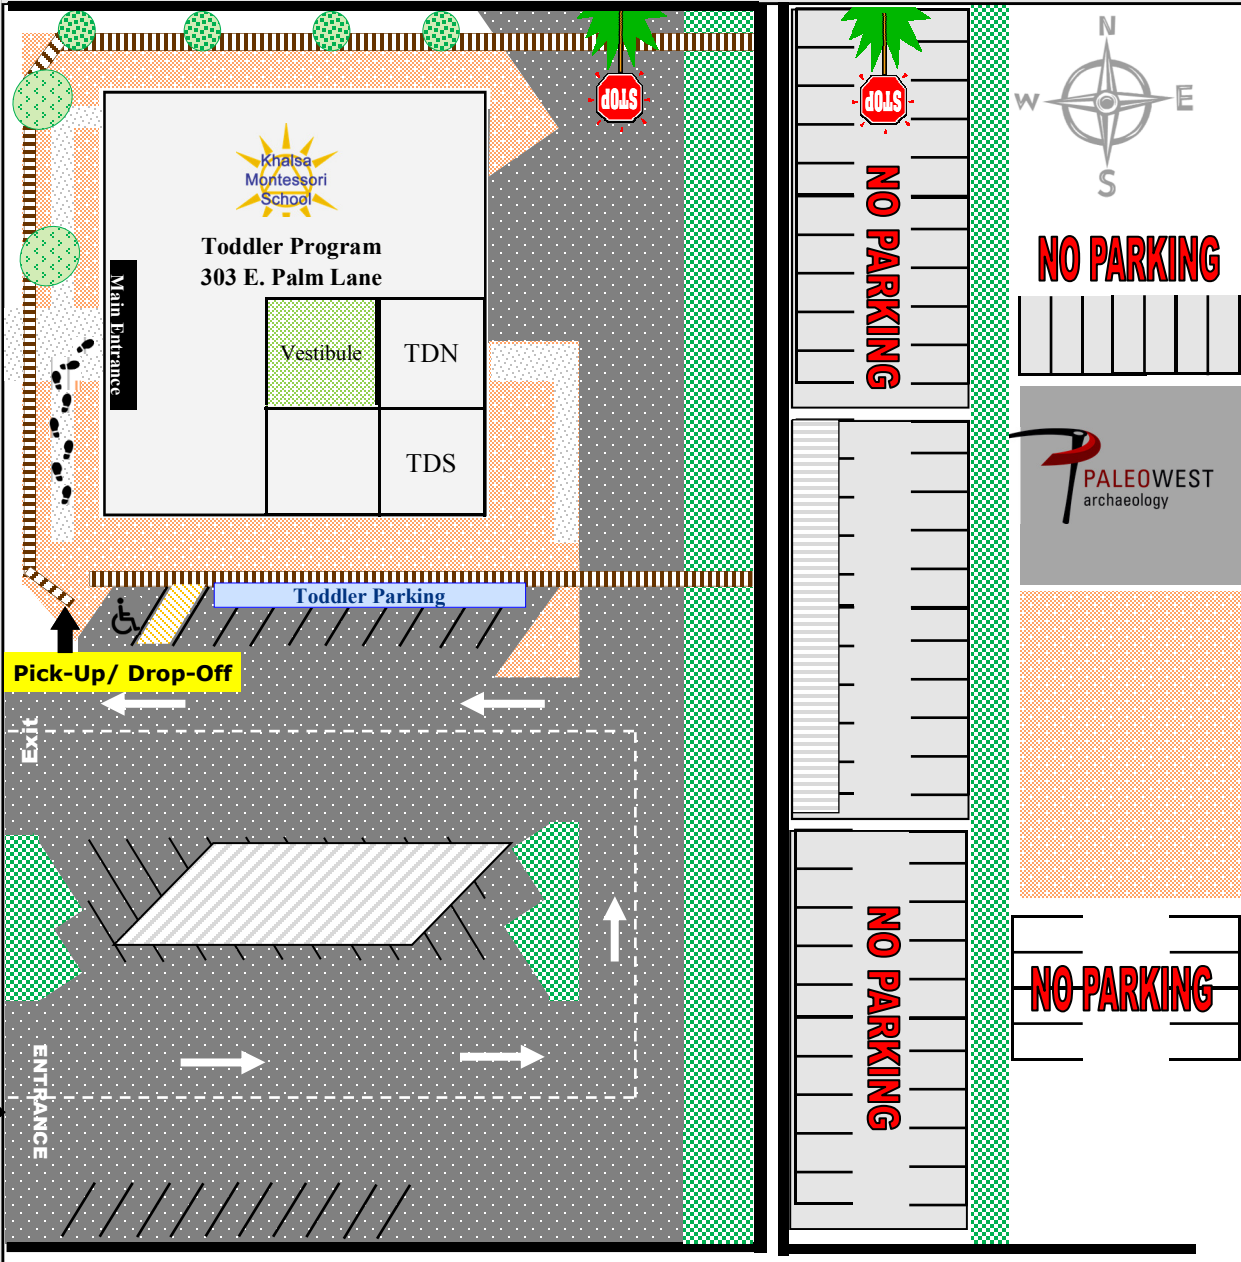 STOP
STOP
N
W
E
S
Khalsa
Montessori
School
NO PARKING
Toddler Program
303 E. Palm Lane
NO PARKING
Main Entrance
Vestibule
TDN
TDS
PALEOWEST
archaeology
Toddler Parking
Pick-Up/ Drop-Off
Exit
NO PARKING
NO PARKING
ENTRANCE